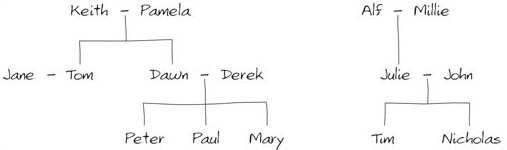 Keith – Pamela Alf – Millie
Jane – Tom Dawn – Derek Julie – John
Peter Paul Mary Tim Nicholas